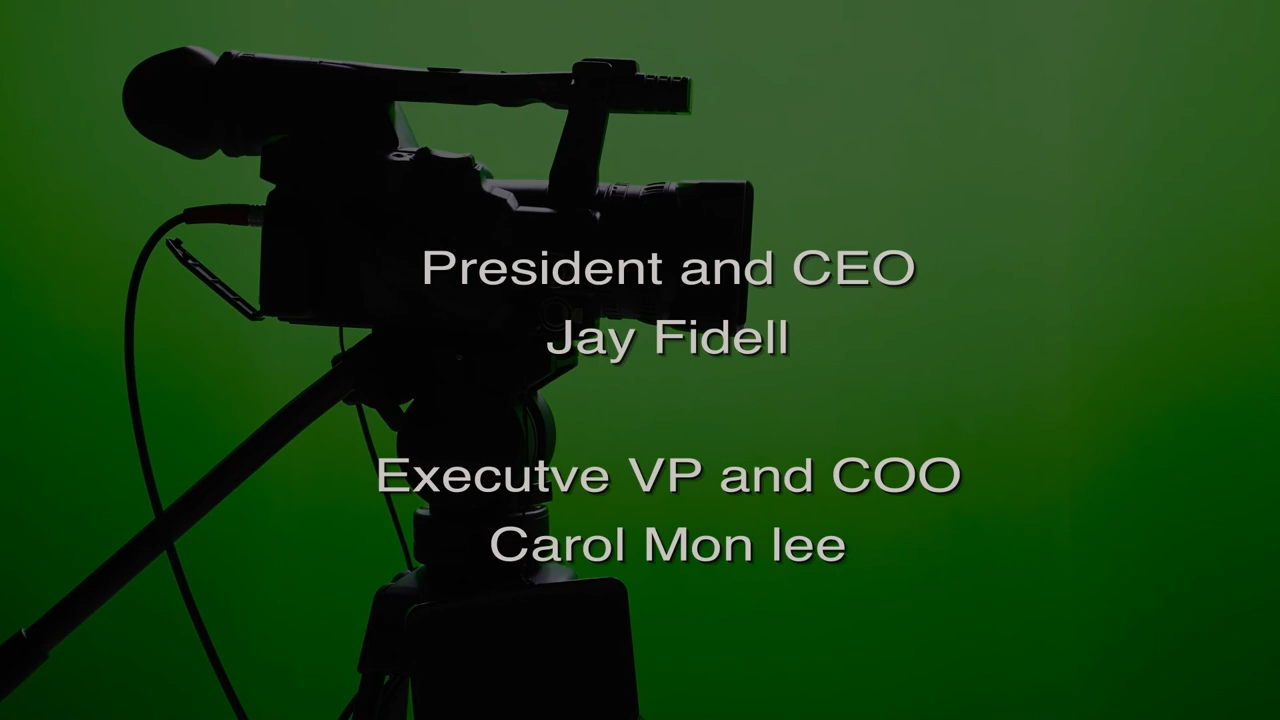 President and CEO
Jay Fidell
Executve VP and COO
Carol Mon lee